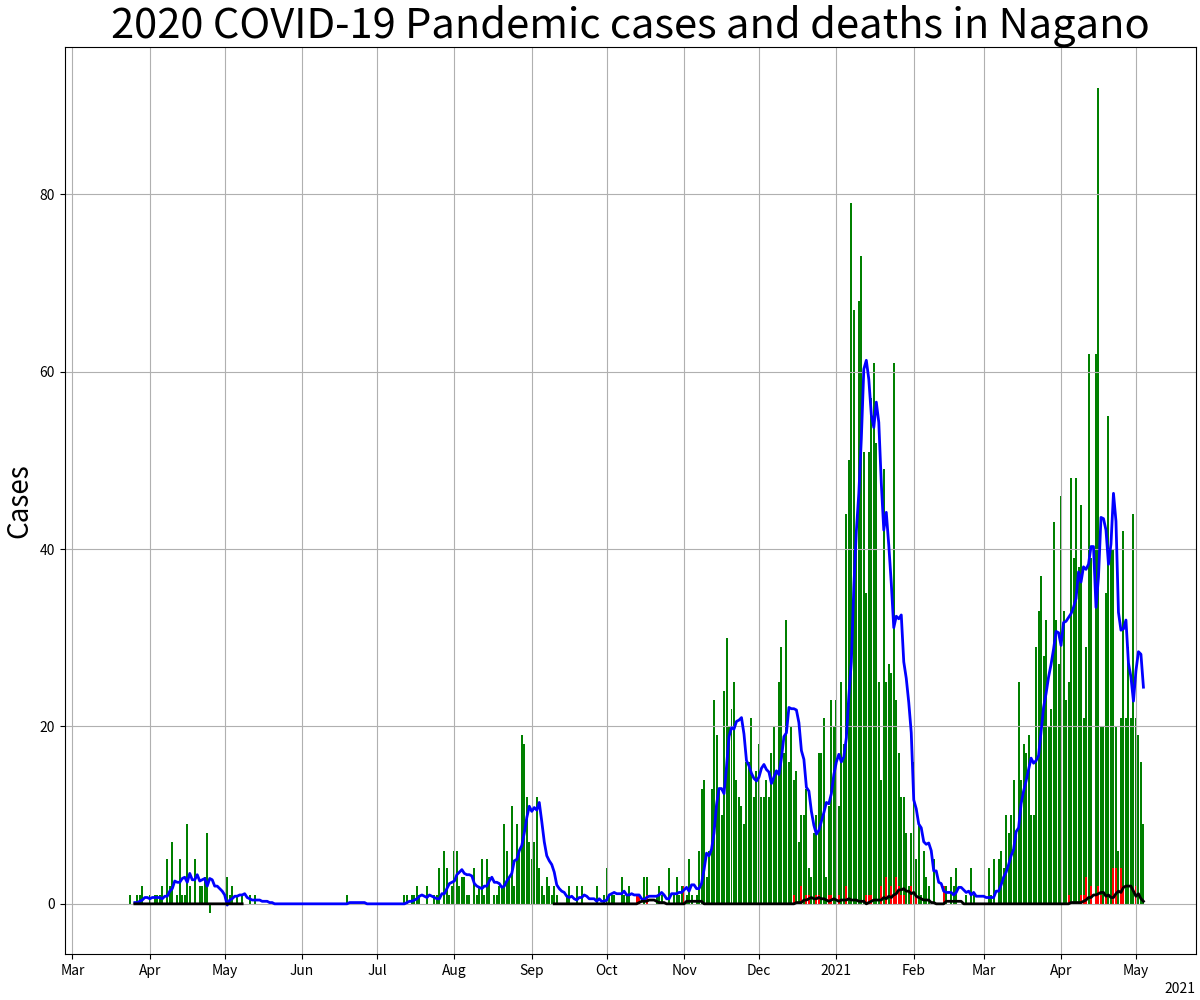 2020 COVID-19 Pandemic cases and deaths in Nagano
Cases
80
60
40
20
0
Mar Apr May Jun Jul Aug Sep Oct Nov Dec 2021 Feb Mar Apr May
2021